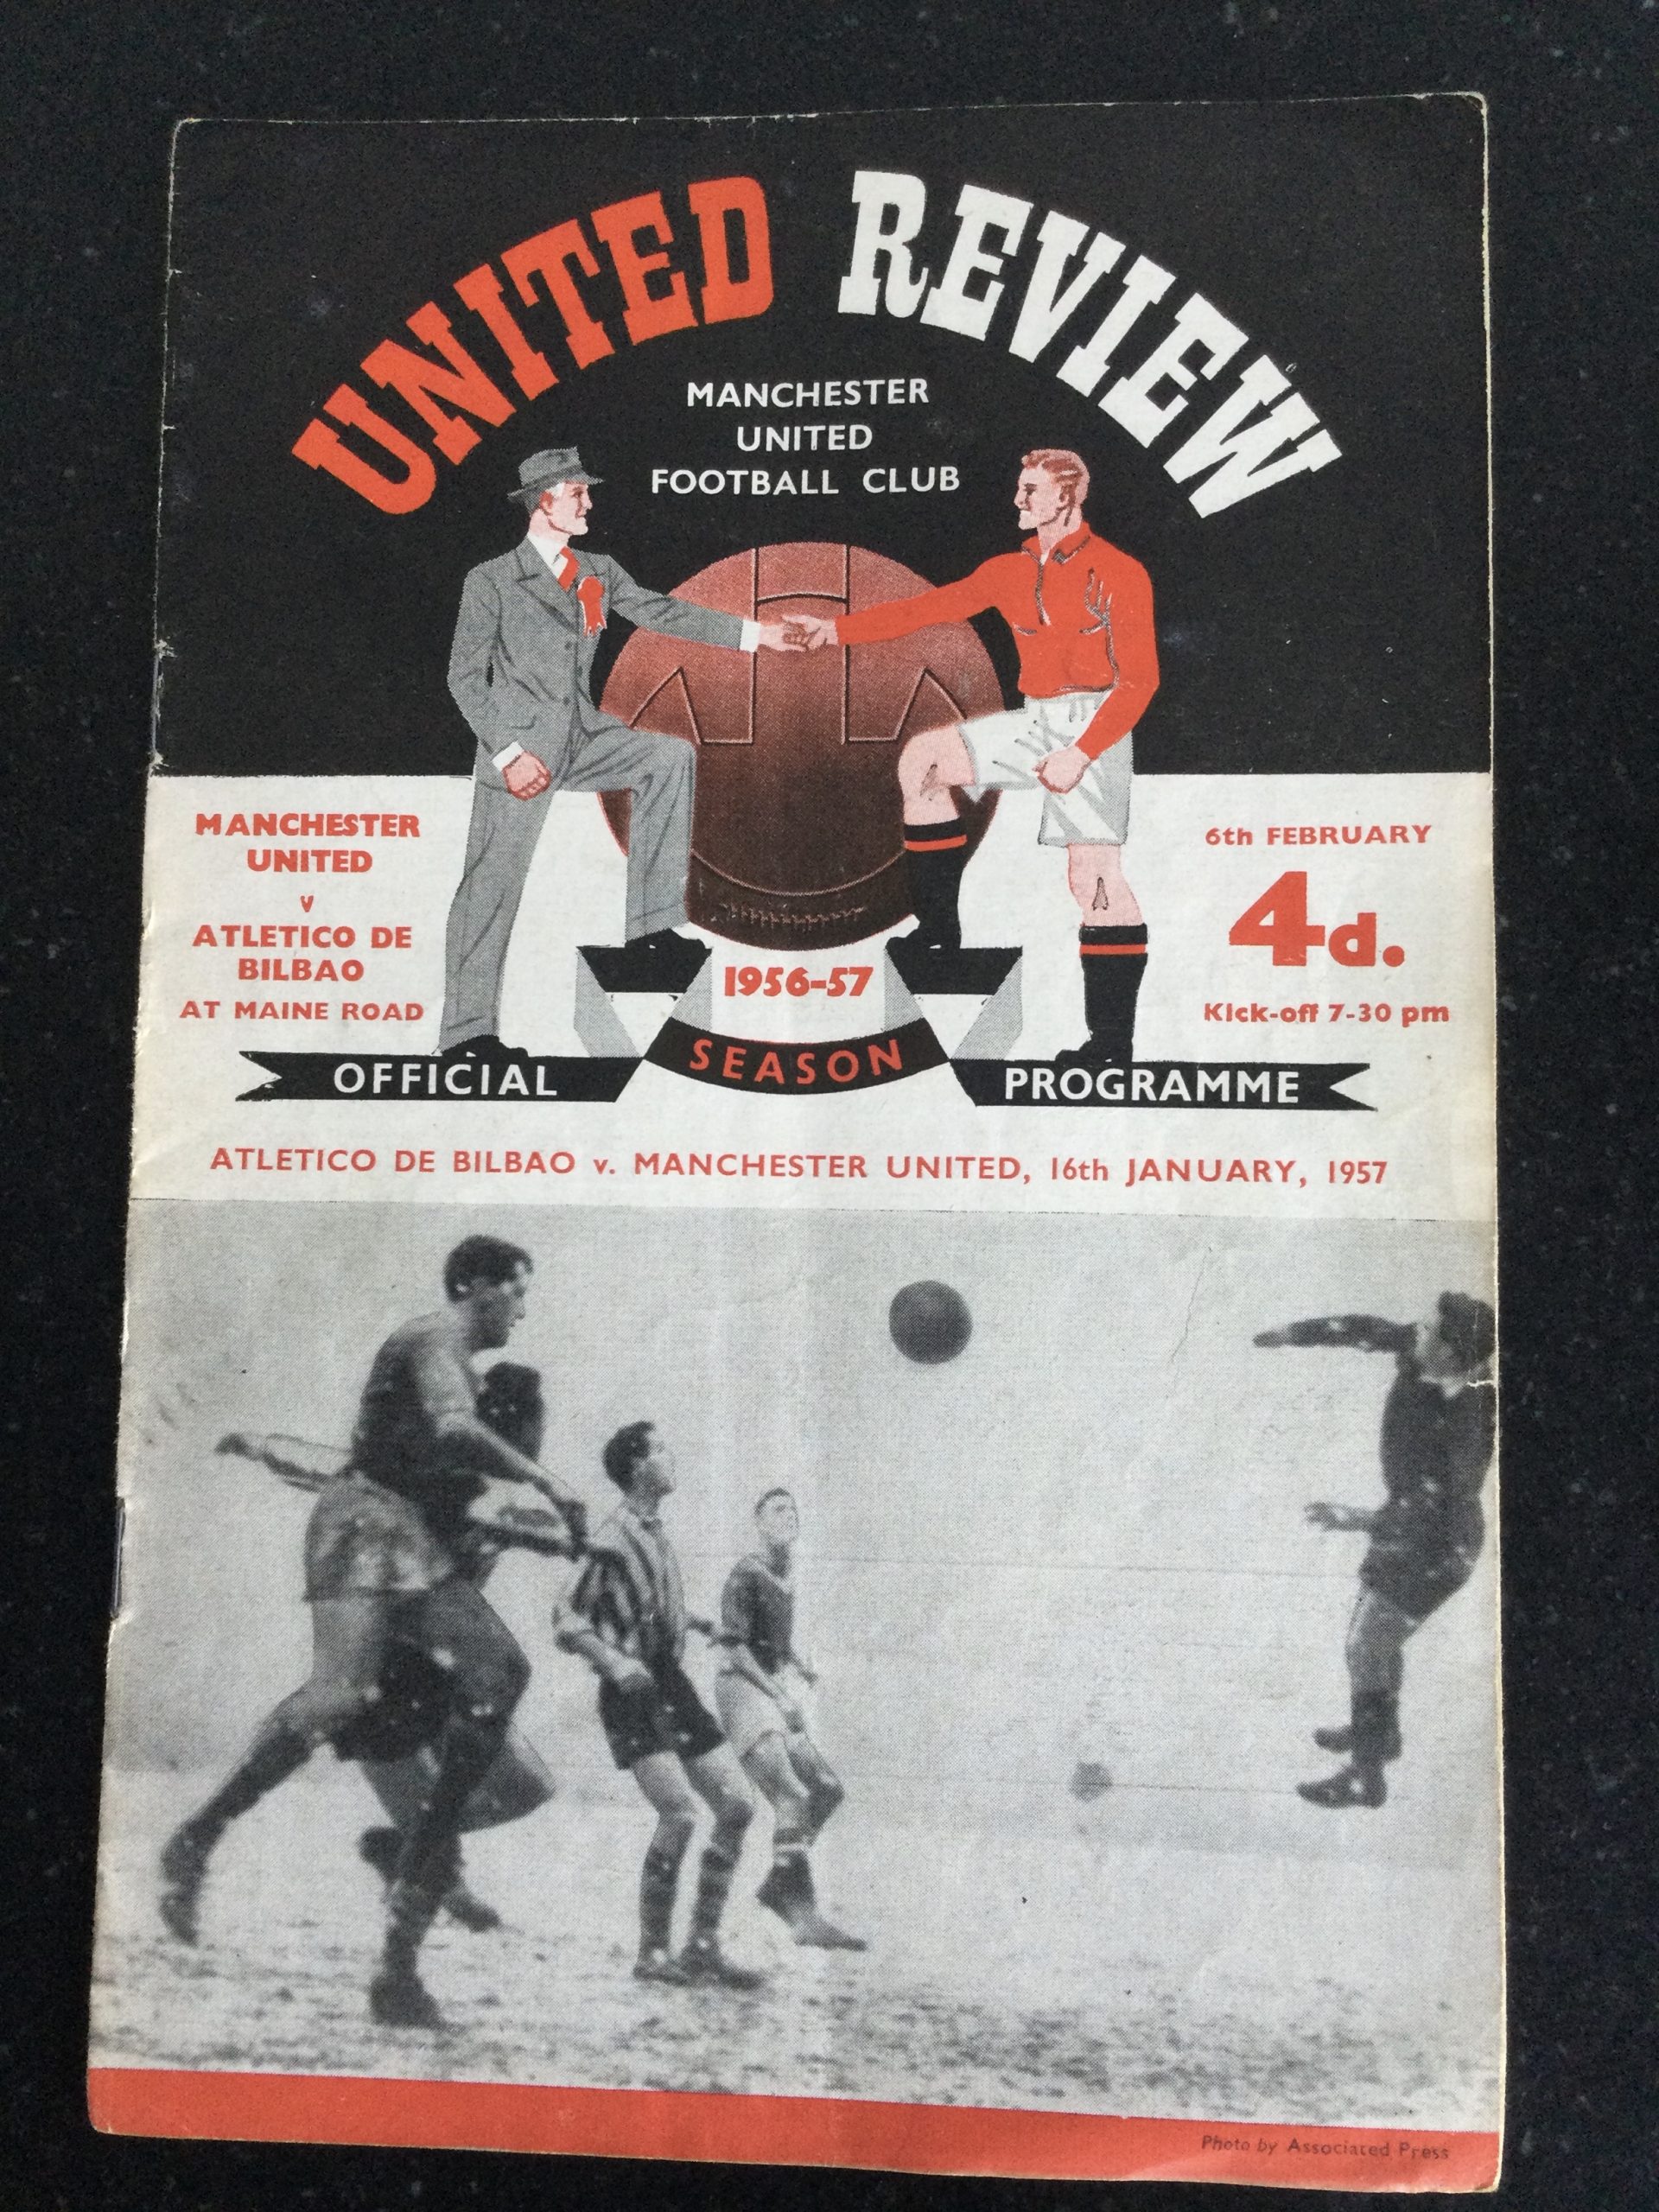 UNITED REVIEW
MANCHESTER
UNITED
FOOTBALL CLUB
MANCHESTER
UNITED
v
ATLETICO DE
BILBAO
AT MAINE ROAD
6th FEBRUARY
4d.
Kick-off 7-30 pm
1956-57
SEASON
OFFICIAL
PROGRAMME
ATLETICO DE BILBAO v. MANCHESTER UNITED, 16th JANUARY, 1957
Photo by Associated Press